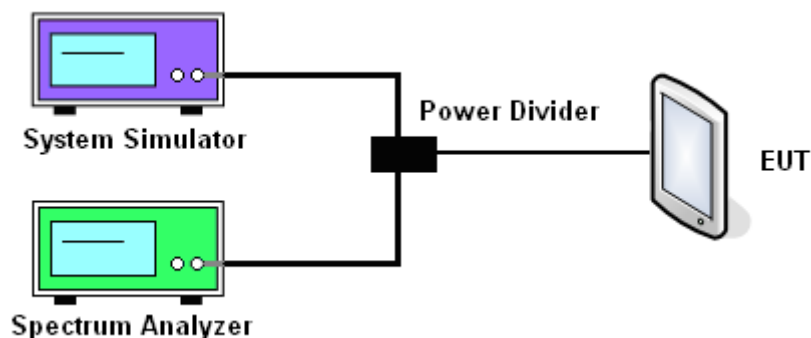 System Simulator
Power Divider
EUT
Spectrum Analyzer